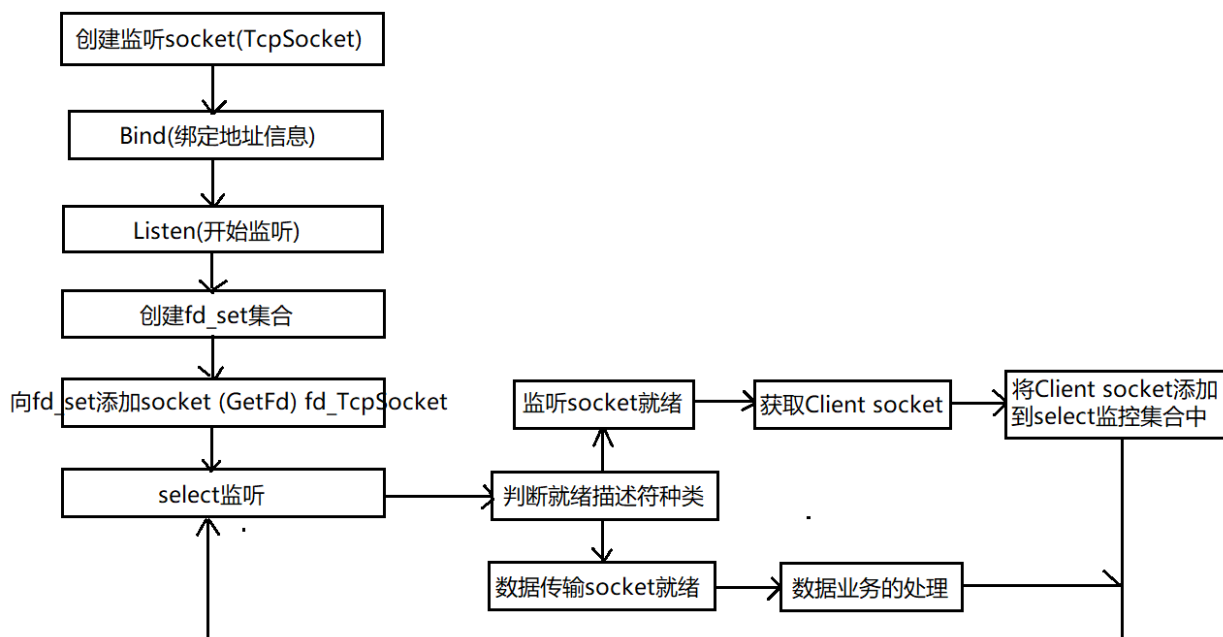 创建监听socket(TcpSocket)
Bind(绑定地址信息)
Listen(开始监听)
创建fd_set集合
向fd_set添加socket (GetFd) fd_TcpSocket
select监听
判断就绪描述符种类
监听socket就绪
获取Client socket
将Client socket添加
到select监控集合中
数据传输socket就绪
数据业务的处理